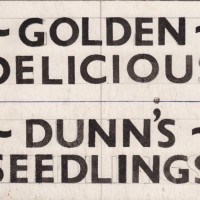 ~ GOLDEN ~
DELICIOUS
~ DUNN'S ~
SEEDLINGS